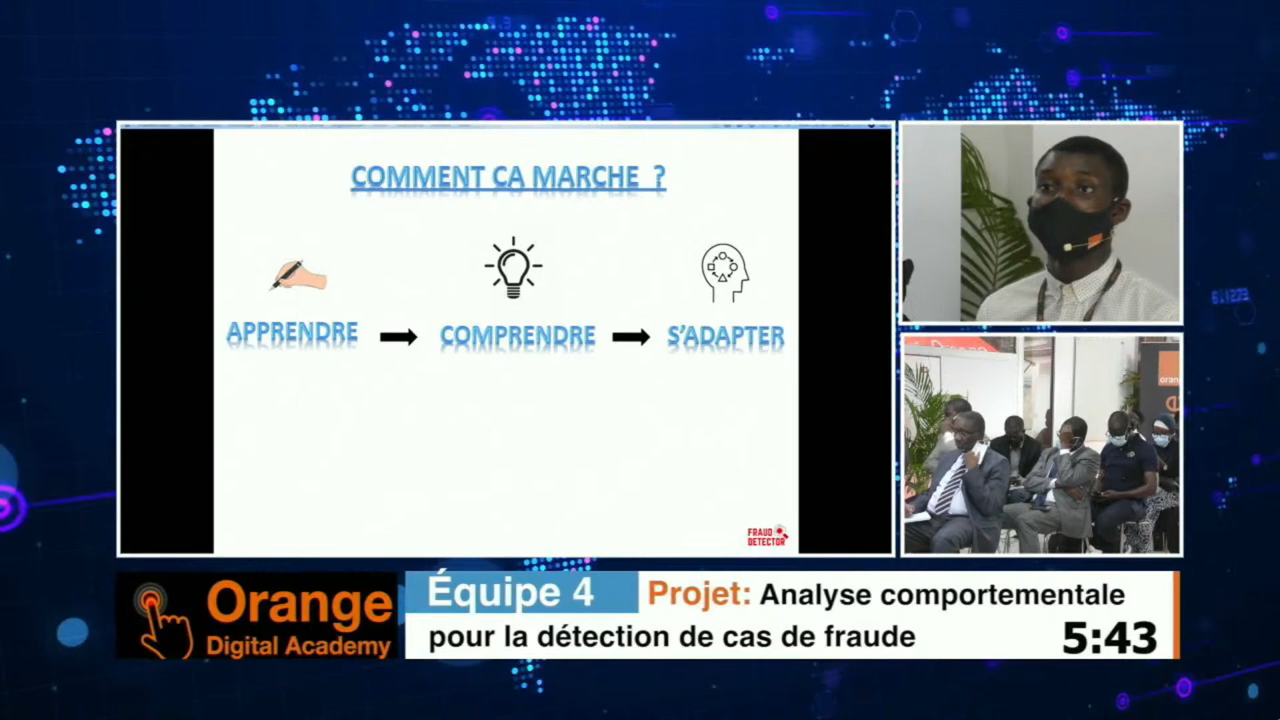 COMMENT CA MARCHE ?
APPRENDRE
COMPRENDRE
S'ADAPTER
FRAUD
DETECTOR
Orange
Digital Academy
Équipe 4
Projet: Analyse comportementale
pour la détection de cas de fraude
5:43